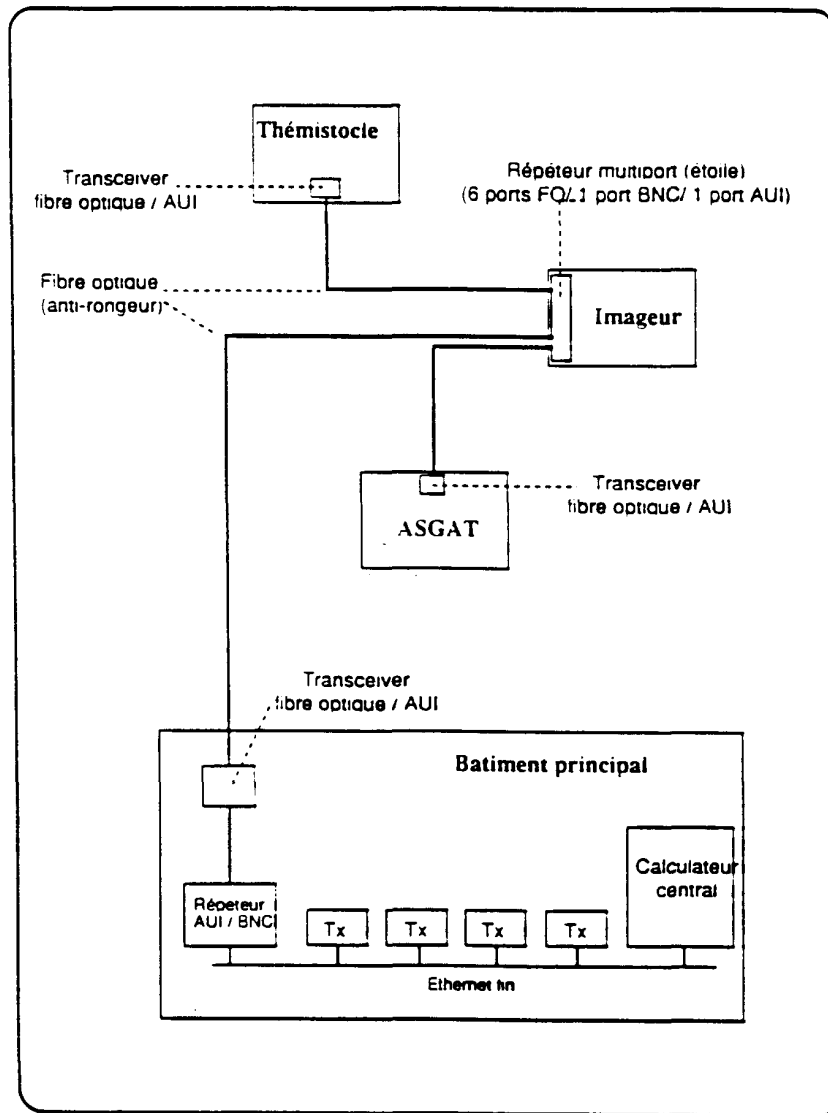 Thémistocle
Transceiver
fibre optique / AUI
Répéteur multiport (étoile)
(6 ports FO/1 port BNC/ 1 port AUI)
Fibre optique
(anti-rongeur)
Imageur
Transceiver
fibre optique / AUI
ASGAT
Transceiver
fibre optique / AUI
Batiment principal
Calculateur
central
Répeteur
AUI / BNC
Tx
Tx
Tx
Tx
Ethernet fin